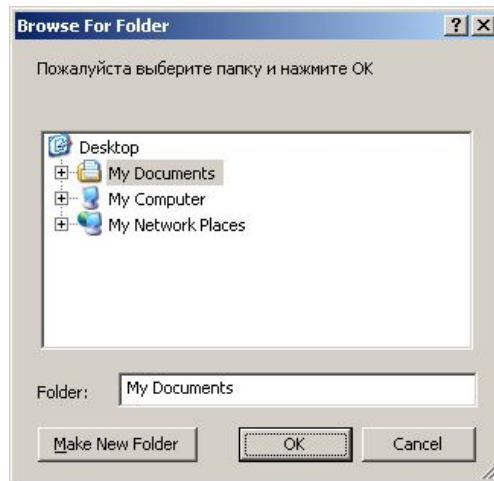 Browse For Folder
Пожалуйста выберите папку и нажмите ОК
Desktop
My Documents
My Computer
My Network Places
Folder: My Documents
Make New Folder OK Cancel